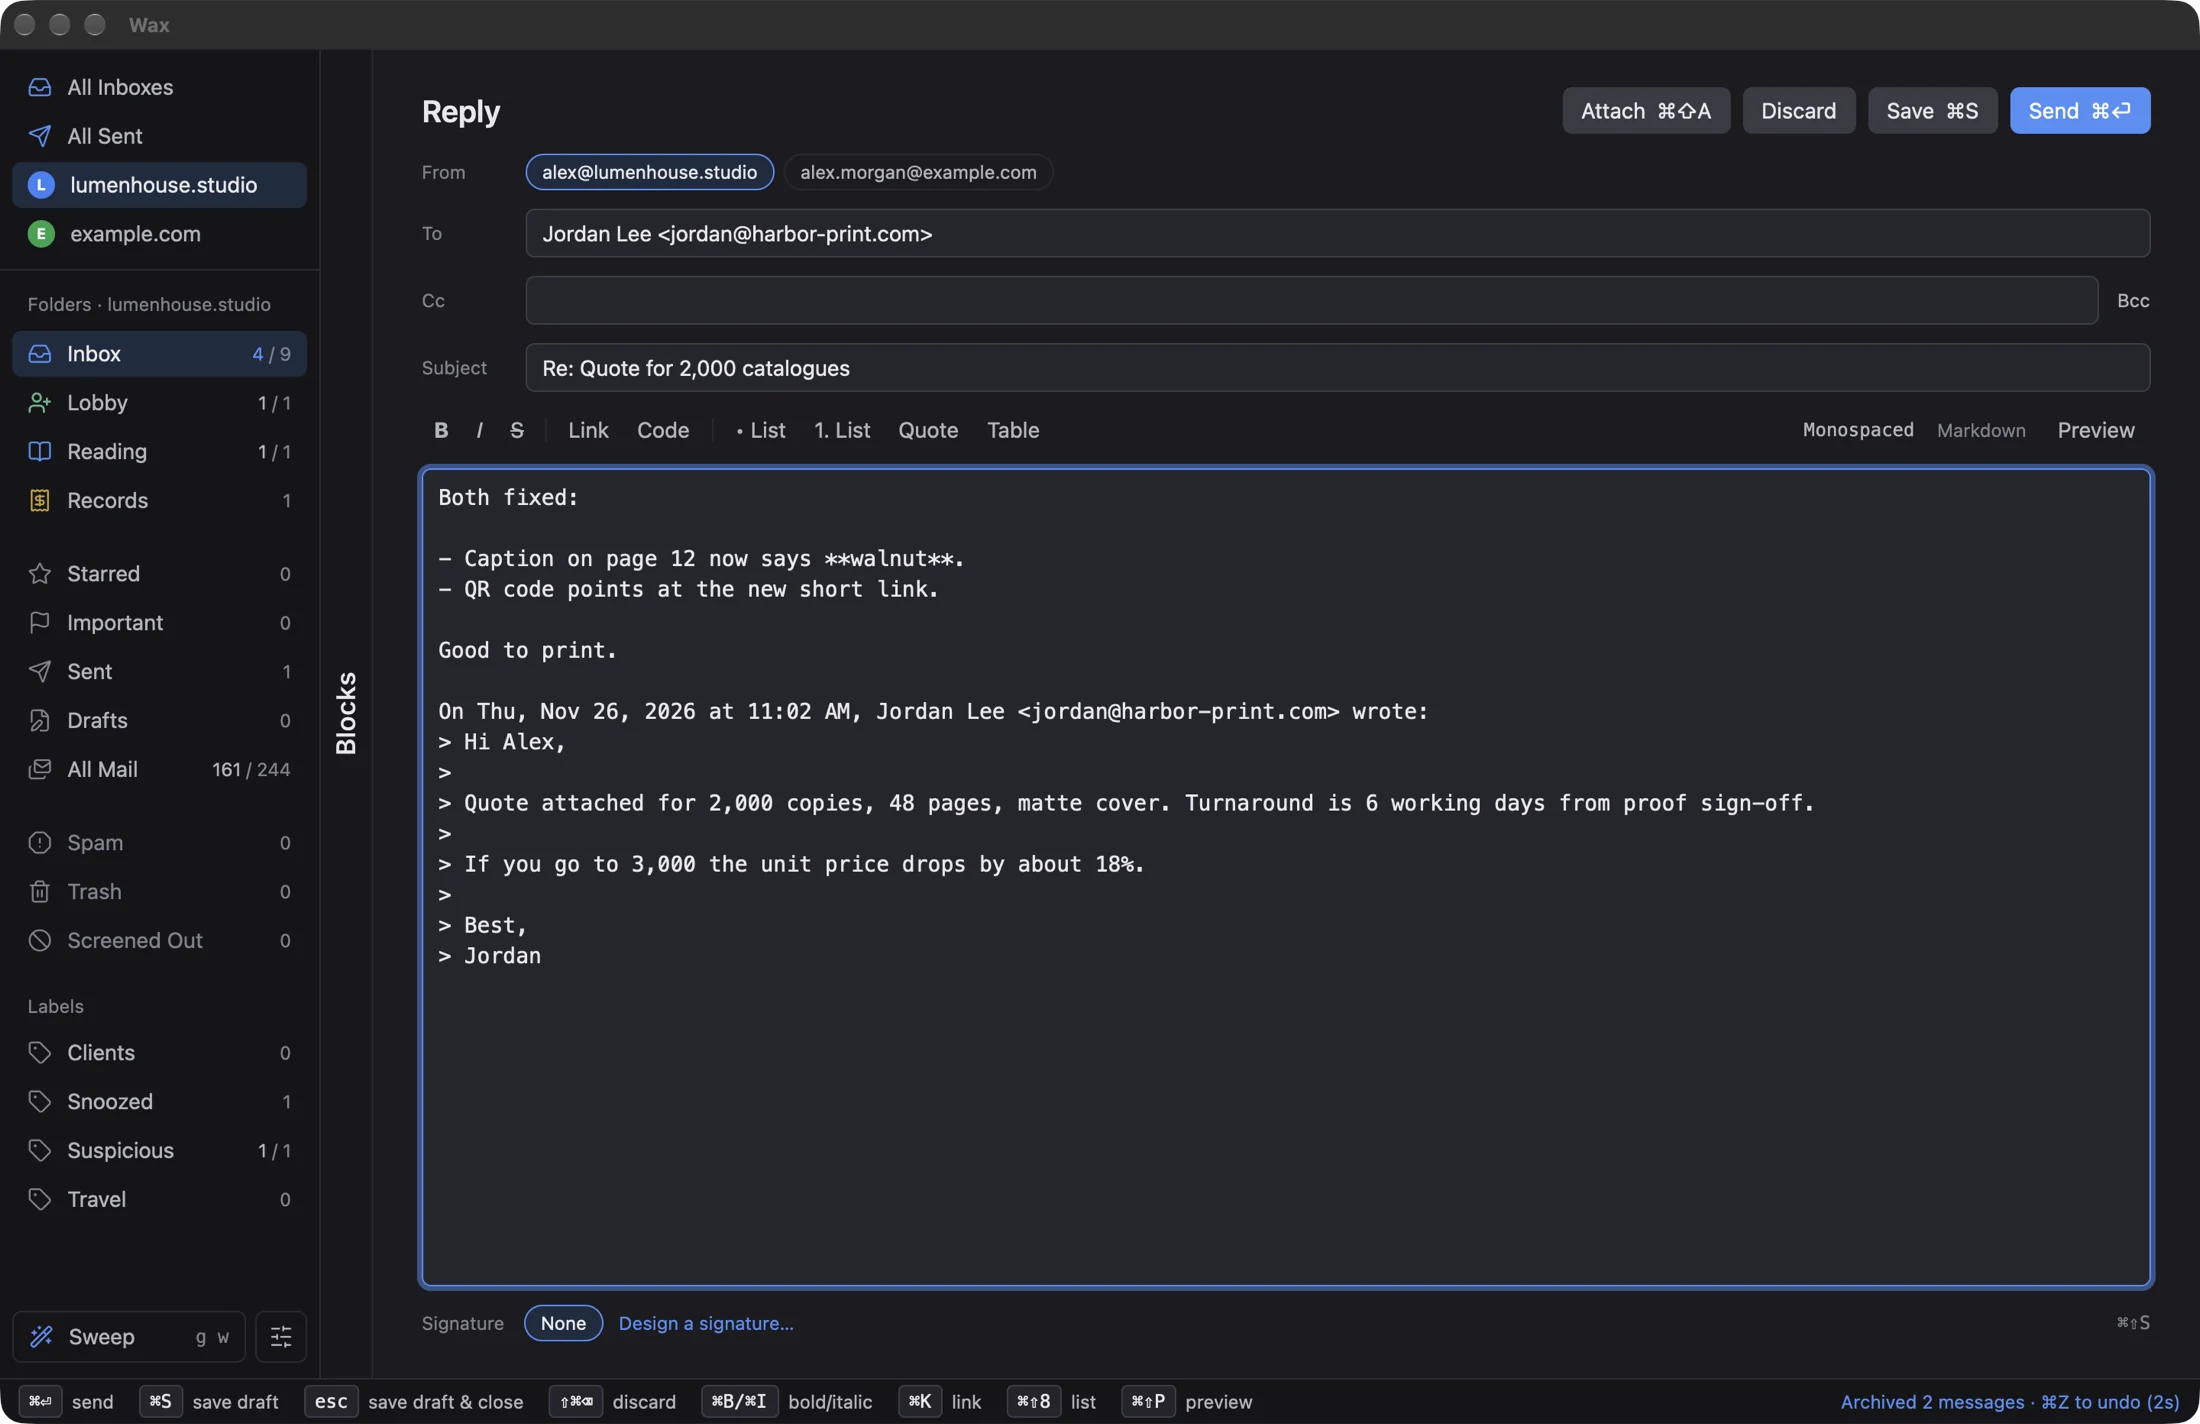 Wax
All Inboxes
All Sent
L lumenhouse.studio
E example.com
Folders · lumenhouse.studio
Inbox 4 / 9
Lobby 1 / 1
Reading 1 / 1
Records 1
Starred 0
Important 0
Sent 1
Drafts 0
All Mail 161 / 244
Spam 0
Trash 0
Screened Out 0
Labels
Clients 0
Snoozed 1
Suspicious 1 / 1
Travel 0
Sweep g w
Blocks
Reply
Attach ⌘⇧A Discard Save ⌘S Send ⌘⏎
From alex@lumenhouse.studio alex.morgan@example.com
To Jordan Lee <jordan@harbor-print.com>
Cc Bcc
Subject Re: Quote for 2,000 catalogues
B I S Link Code • List 1. List Quote Table Monospaced Markdown Preview
Both fixed:
- Caption on page 12 now says **walnut**.
- QR code points at the new short link.
Good to print.
On Thu, Nov 26, 2026 at 11:02 AM, Jordan Lee <jordan@harbor-print.com> wrote:
> Hi Alex,
>
> Quote attached for 2,000 copies, 48 pages, matte cover. Turnaround is 6 working days from proof sign-off.
>
> If you go to 3,000 the unit price drops by about 18%.
>
> Best,
> Jordan
Signature None Design a signature... ⌘⇧S
⌘⏎ send ⌘S save draft esc save draft & close ⇧⌘⌫ discard ⌘B/⌘I bold/italic ⌘K link ⌘⇧8 list ⌘⇧P preview Archived 2 messages · ⌘Z to undo (2s)